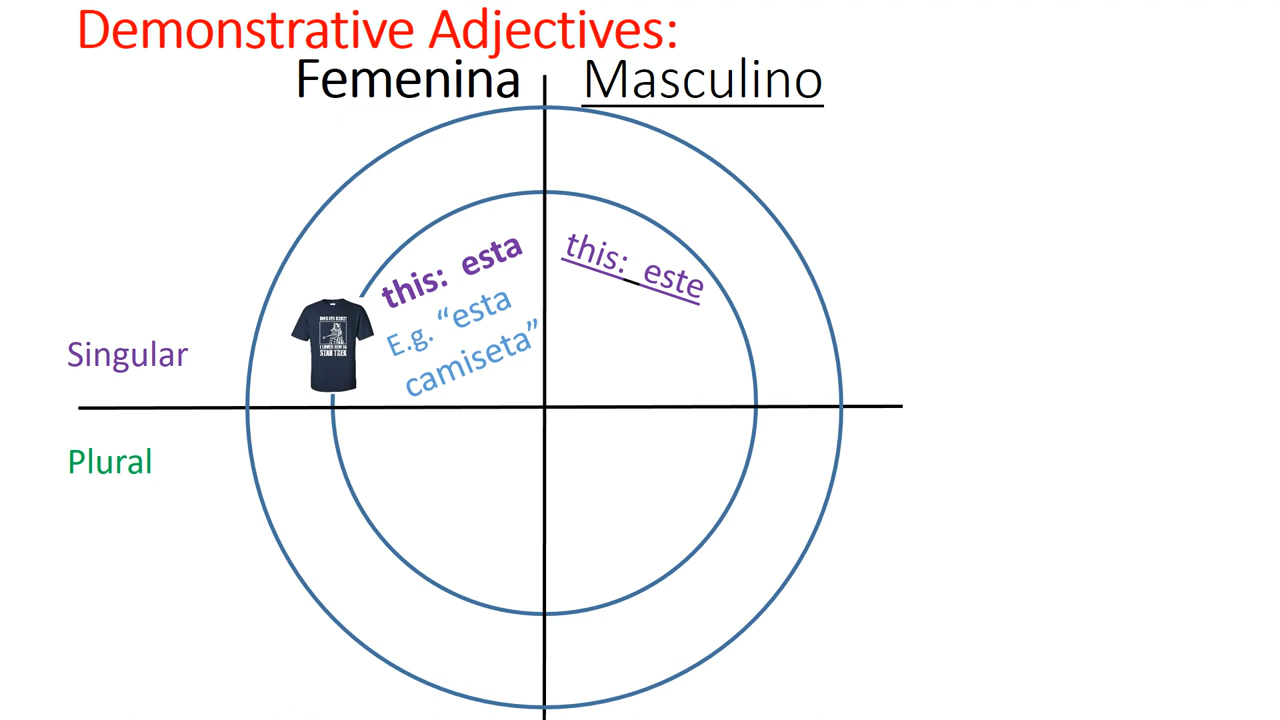 Demonstrative Adjectives:
Femenina
Masculino
this: esta
E.g. “esta
camiseta”
this: este
STAR TREK
Singular
Plural